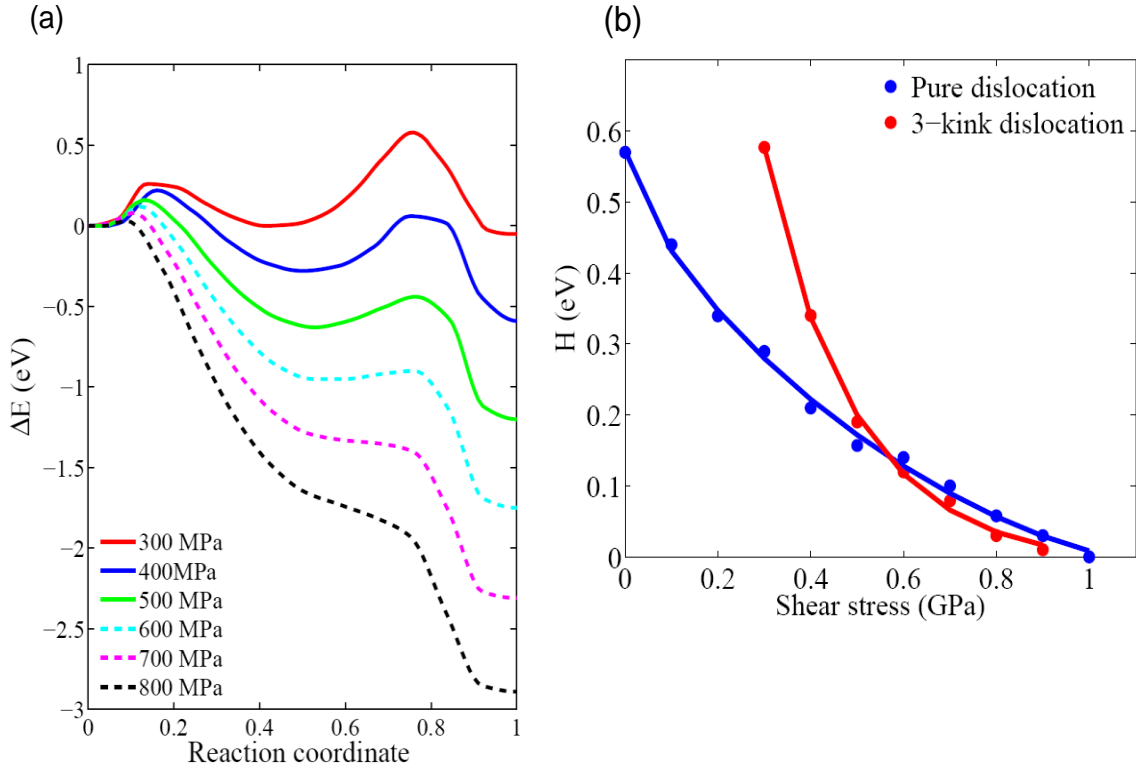 (a)
1
0.5
0
−0.5
−1
−1.5
−2
−2.5
−3
ΔE (eV)
300 MPa
400MPa
500 MPa
600 MPa
700 MPa
800 MPa
0 0.2 0.4 0.6 0.8 1
Reaction coordinate
(b)
Pure dislocation
3−kink dislocation
0.6
0.5
0.4
0.3
0.2
0.1
0
H (eV)
0 0.2 0.4 0.6 0.8 1
Shear stress (GPa)